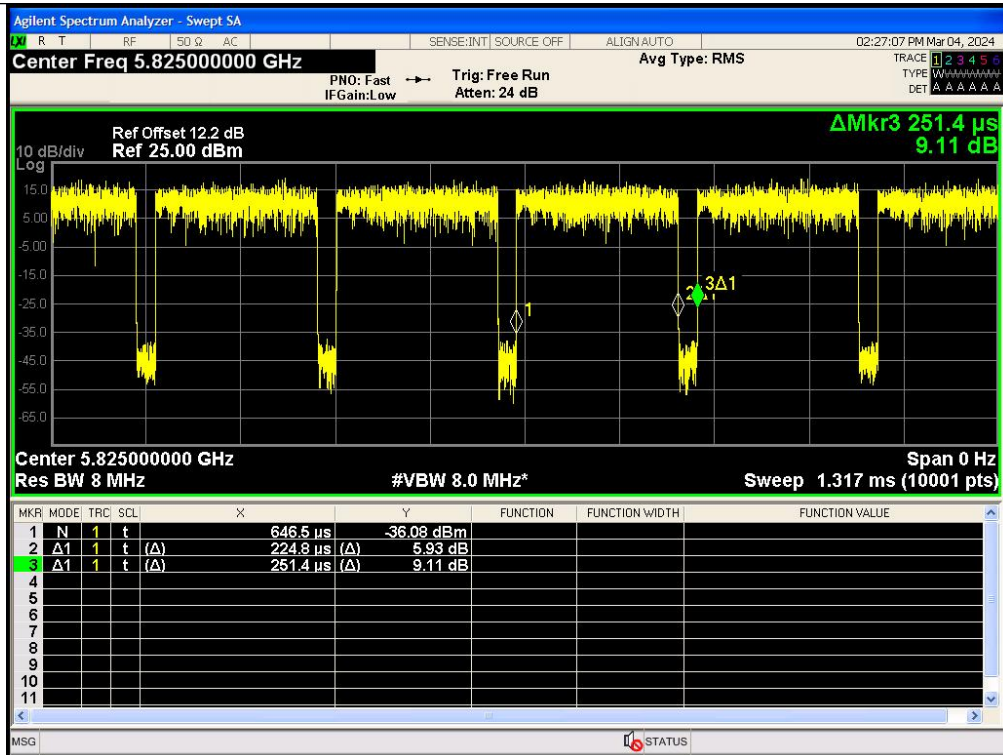 Agilent Spectrum Analyzer - Swept SA
LXI R T RF 50 Ω AC SENSE:INT SOURCE OFF ALIGN AUTO 02:27:07 PM Mar 04, 2024
Center Freq 5.825000000 GHz Avg Type: RMS TRACE 1 2 3 4 5 6
PNO: Fast Trig: Free Run TYPE
IFGain:Low Atten: 24 dB DET A A A A A A
ΔMkr3 251.4 µs
Ref Offset 12.2 dB
10 dB/div Ref 25.00 dBm 9.11 dB
Log
15.0
5.00
-5.00
-15.0
3Δ1
-25.0
1
-35.0
-45.0
-55.0
-65.0
Center 5.825000000 GHz Span 0 Hz
Res BW 8 MHz #VBW 8.0 MHz* Sweep 1.317 ms (10001 pts)
MKR MODE TRC SCL X Y FUNCTION FUNCTION WIDTH FUNCTION VALUE
1 N 1 t 646.5 µs -36.08 dBm
2 Δ1 1 t (Δ) 224.8 µs (Δ) 5.93 dB
3 Δ1 1 t (Δ) 251.4 µs (Δ) 9.11 dB
4
5
6
7
8
9
10
11
MSG STATUS